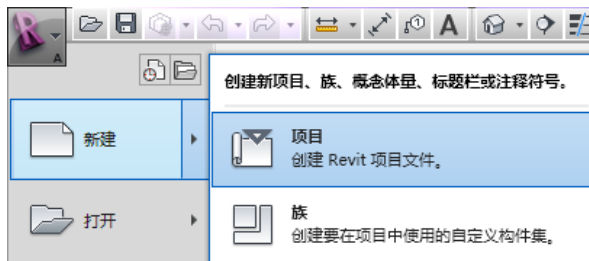 R
A
1
A
创建新项目、族、概念体量、标题栏或注释符号。
新建
项目
创建 Revit 项目文件。
打开
族
创建要在项目中使用的自定义构件集。